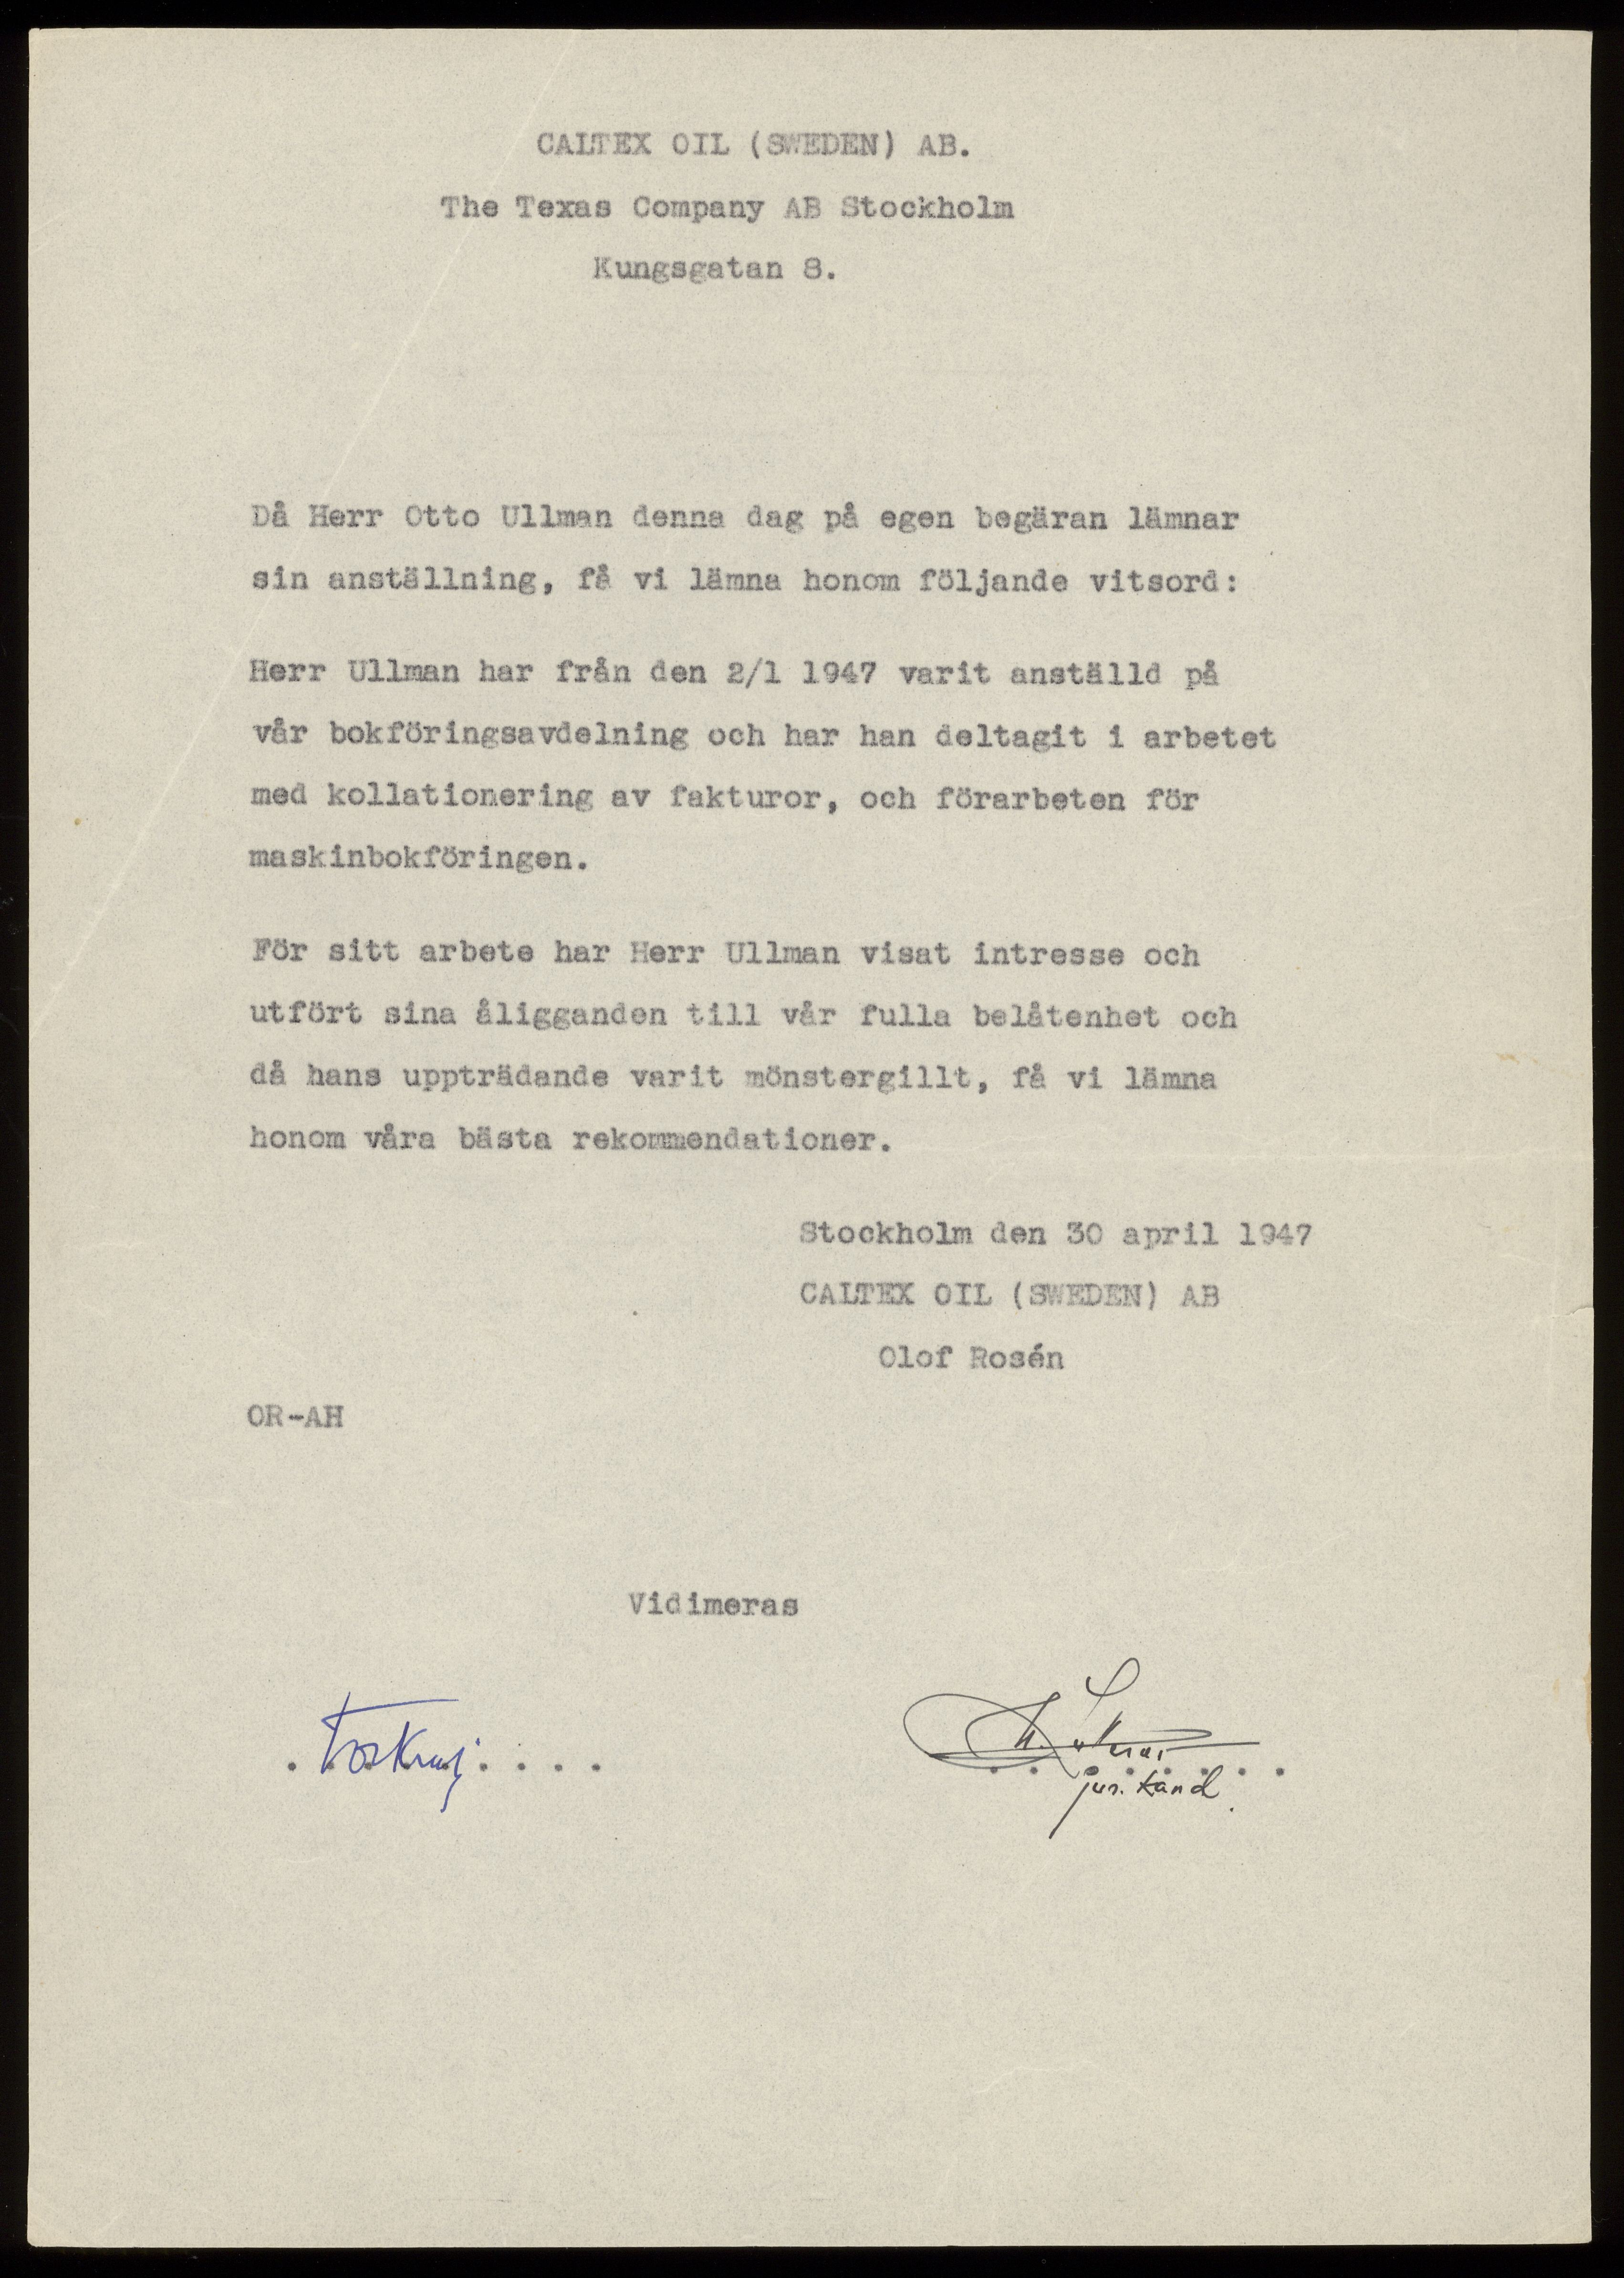 CALTEX OIL (SWEDEN) AB.
The Texas Company AB Stockholm
Kungsgatan 8.
Då Herr Otto Ullman denna dag på egen begäran lämnar
sin anställning, få vi lämna honom följande vitsord:
Herr Ullman har från den 2/1 1947 varit anställd på
vår bokföringsavdelning och har han deltagit i arbetet
med kollationering av fakturor, och förarbeten för
maskinbokföringen.
För sitt arbete har Herr Ullman visat intresse och
utfört sina åligganden till vår fulla belåtenhet och
då hans uppträdande varit mönstergillt, få vi lämna
honom våra bästa rekommendationer.
Stockholm den 30 april 1947
CALTEX OIL (SWEDEN) AB
Olof Rosén
OR-AH
Vidimeras
jur. kand.